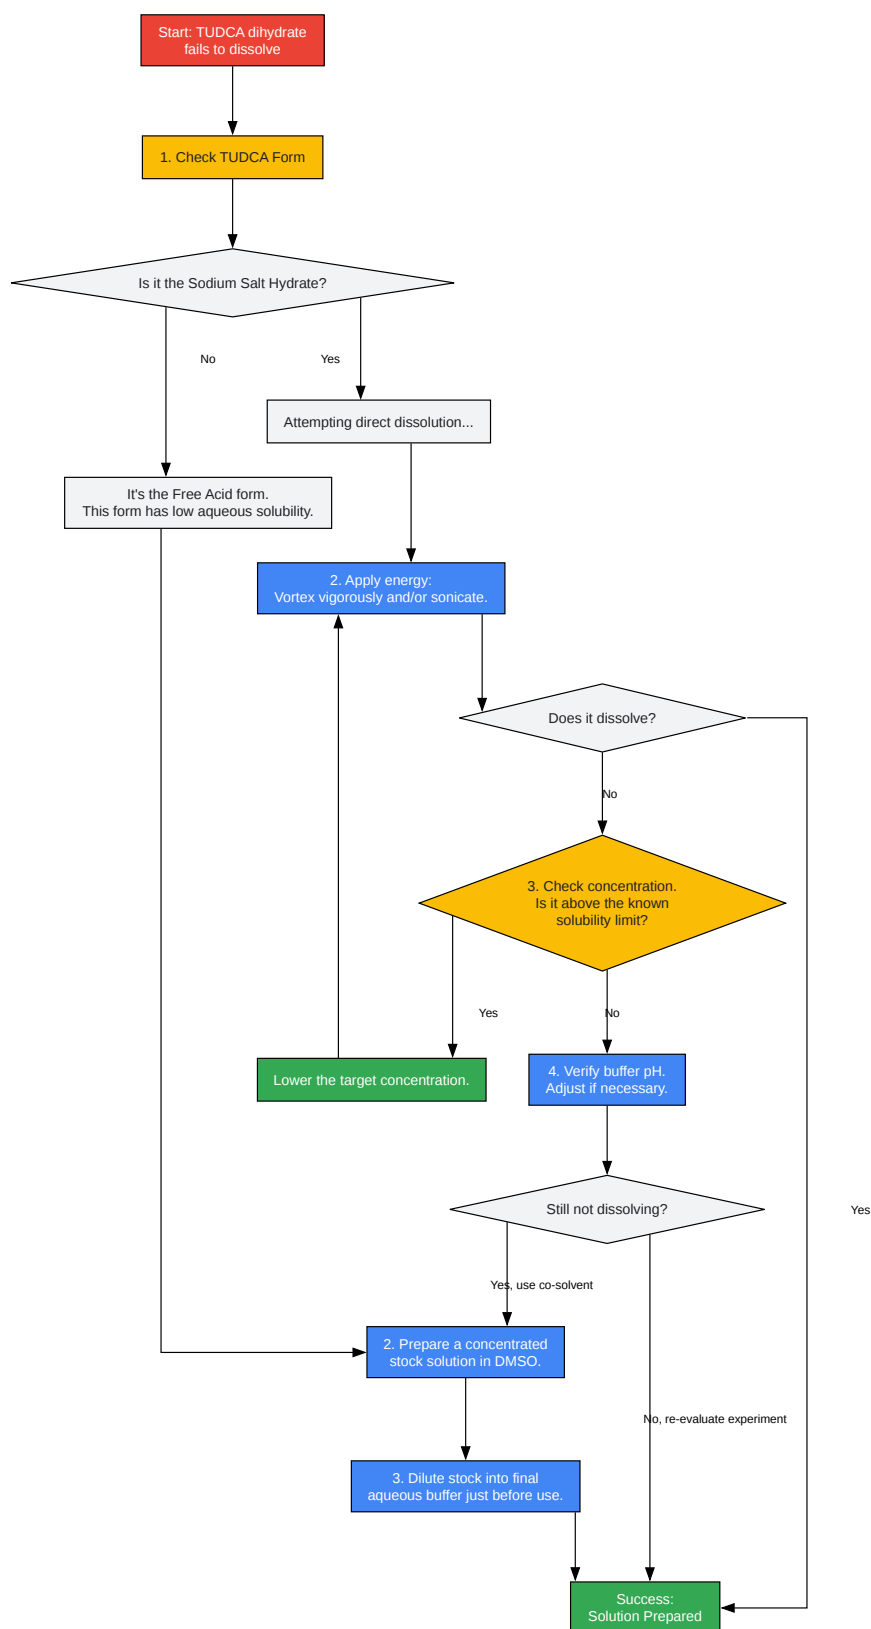 Start: TUDCA dihydrate
fails to dissolve
1. Check TUDCA Form
Is it the Sodium Salt Hydrate?
No
Yes
Attempting direct dissolution...
It's the Free Acid form.
This form has low aqueous solubility.
2. Apply energy:
Vortex vigorously and/or sonicate.
Does it dissolve?
No
3. Check concentration.
Is it above the known
solubility limit?
Yes
No
Lower the target concentration.
4. Verify buffer pH.
Adjust if necessary.
Still not dissolving?
Yes
Yes, use co-solvent
2. Prepare a concentrated
stock solution in DMSO.
No, re-evaluate experiment
3. Dilute stock into final
aqueous buffer just before use.
Success:
Solution Prepared